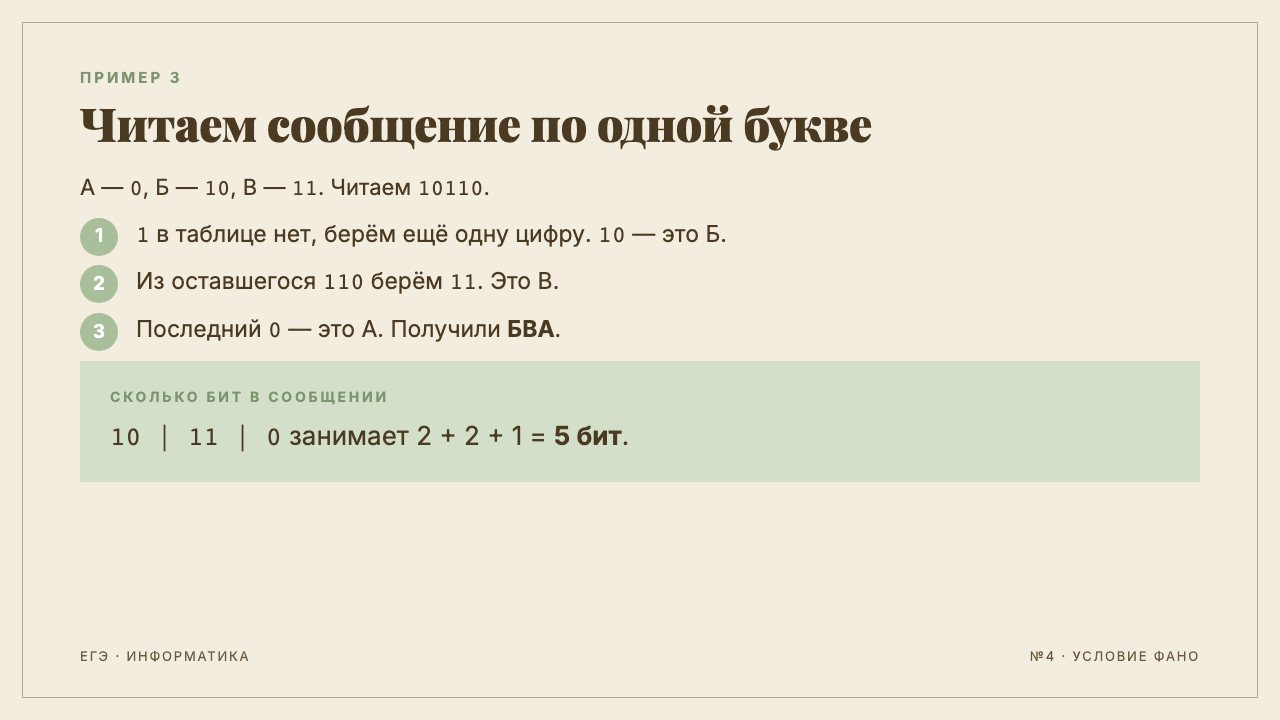 ПРИМЕР 3
Читаем сообщение по одной букве
А — 0, Б — 10, В — 11. Читаем 10110.
1 1 в таблице нет, берём ещё одну цифру. 10 — это Б.
2 Из оставшегося 110 берём 11. Это В.
3 Последний 0 — это А. Получили БВА.
СКОЛЬКО БИТ В СООБЩЕНИИ
10 | 11 | 0 занимает 2 + 2 + 1 = 5 бит.
ЕГЭ · ИНФОРМАТИКА
№4 · УСЛОВИЕ ФАНО